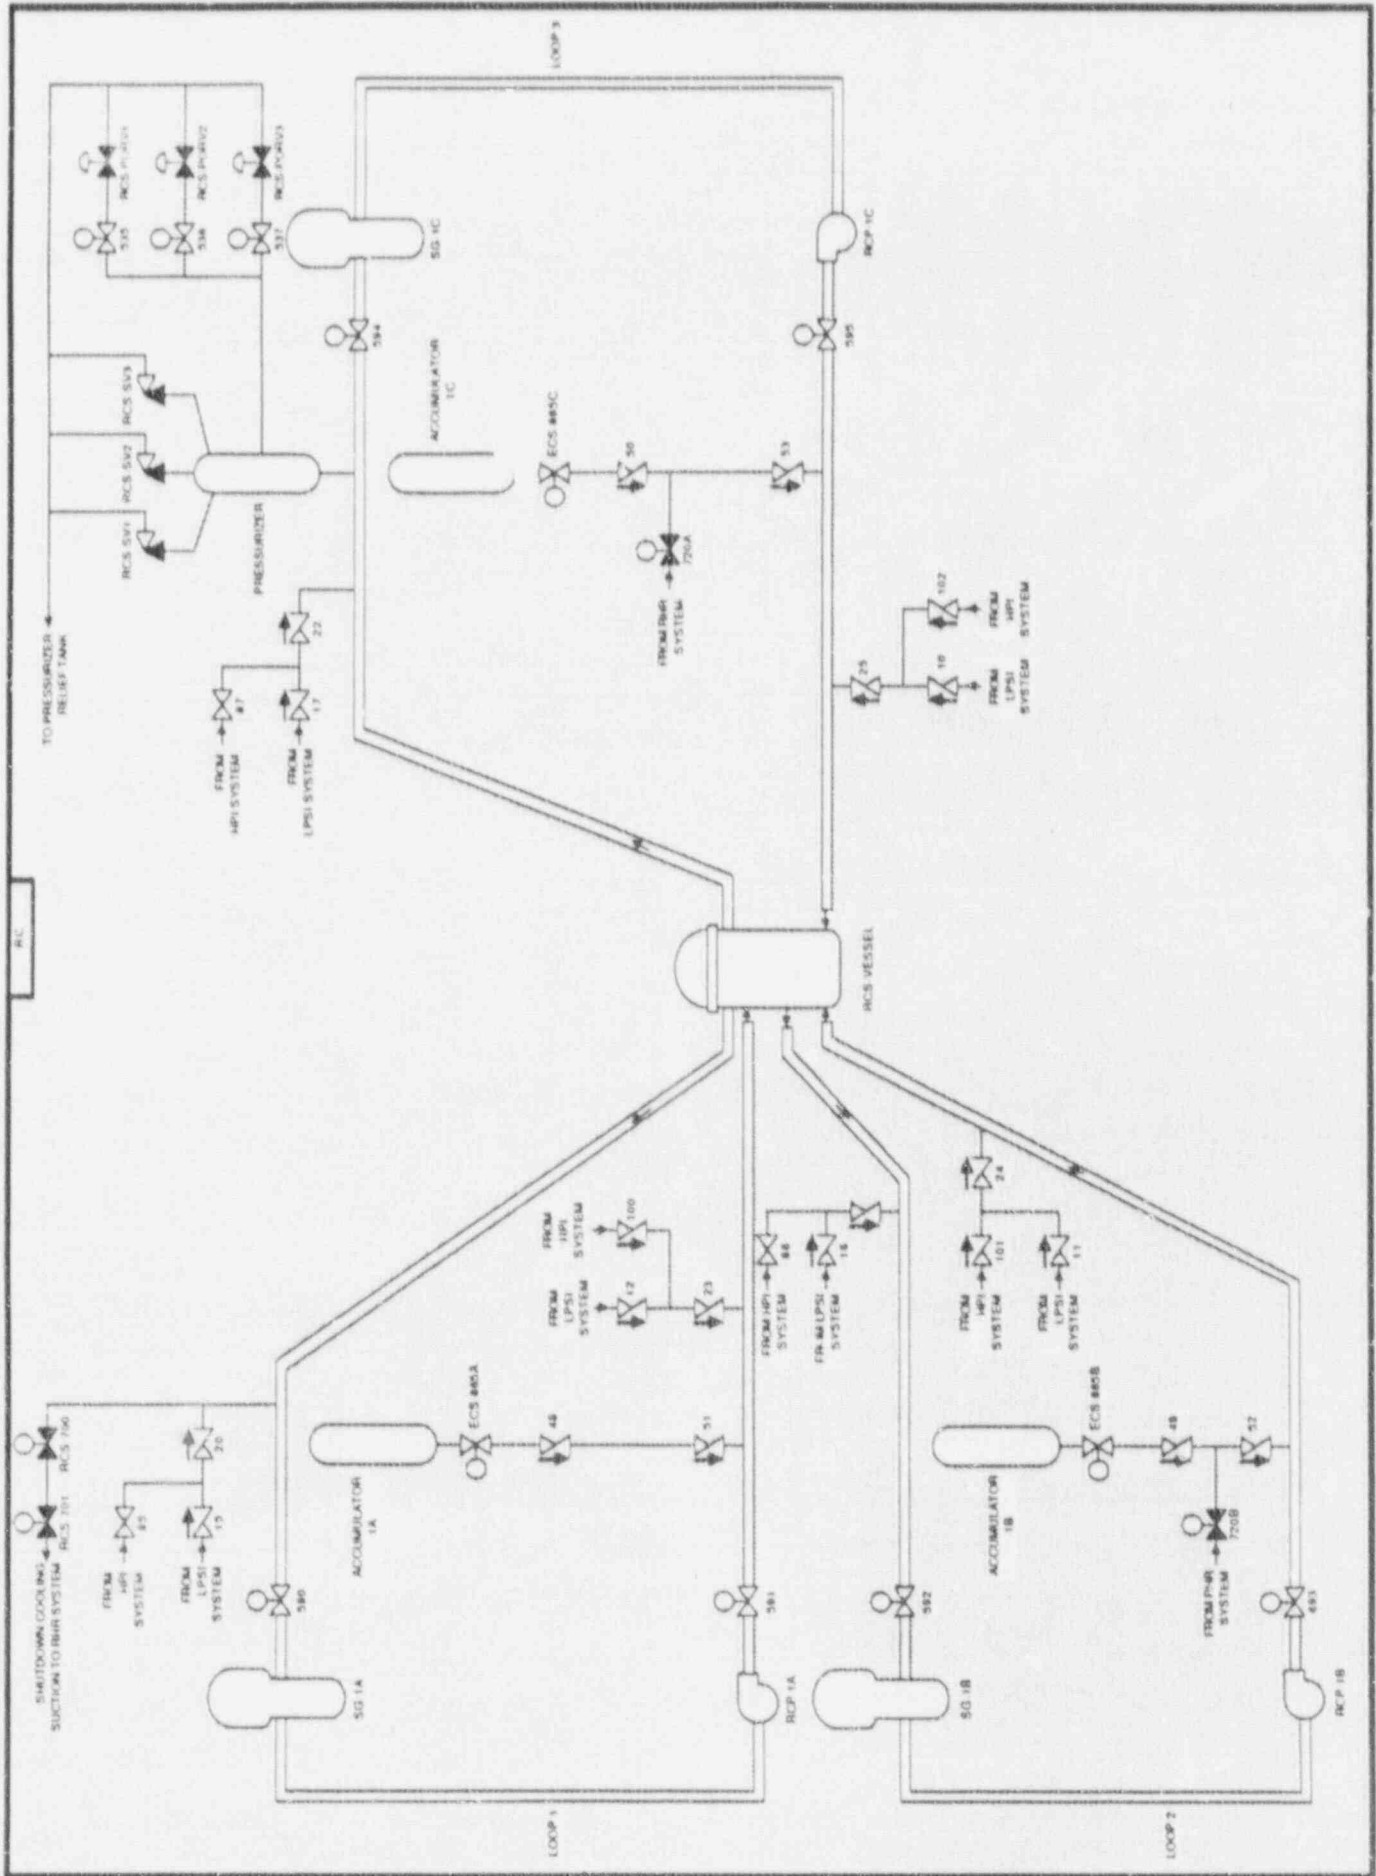 RC
LOOP 3
RCS PORV1
RCS PORV2
RCS PORV3
535
536
537
SG 1C
RCP 1C
594
595
RCS SV3
RCS SV2
RCS SV1
PRESSURIZER
ACCUMULATOR
1C
ECS 865C
50
53
720A
FROM RHR
SYSTEM
TO PRESSURIZER
RELIEF TANK
22
87
17
FROM
HPI SYSTEM
FROM
LPSI SYSTEM
25
102
10
FROM
HPI
SYSTEM
FROM
LPSI
SYSTEM
RCS VESSEL
FROM
HPI
SYSTEM
100
FROM
LPSI
SYSTEM
12
23
86
FROM HPI
SYSTEM
16
FROM LPSI
SYSTEM
24
101
11
FROM
HPI
SYSTEM
FROM
LPSI
SYSTEM
RCS 700
RCS 701
SHUTDOWN COOLING
SUCTION TO RHR SYSTEM
20
85
15
FROM
HPI
SYSTEM
FROM
LPSI
SYSTEM
ACCUMULATOR
1A
ECS 865A
48
51
ACCUMULATOR
1B
ECS 865B
49
52
720B
FROM RHR
SYSTEM
590
591
592
593
SG 1A
RCP 1A
SG 1B
RCP 1B
LOOP 1
LOOP 2